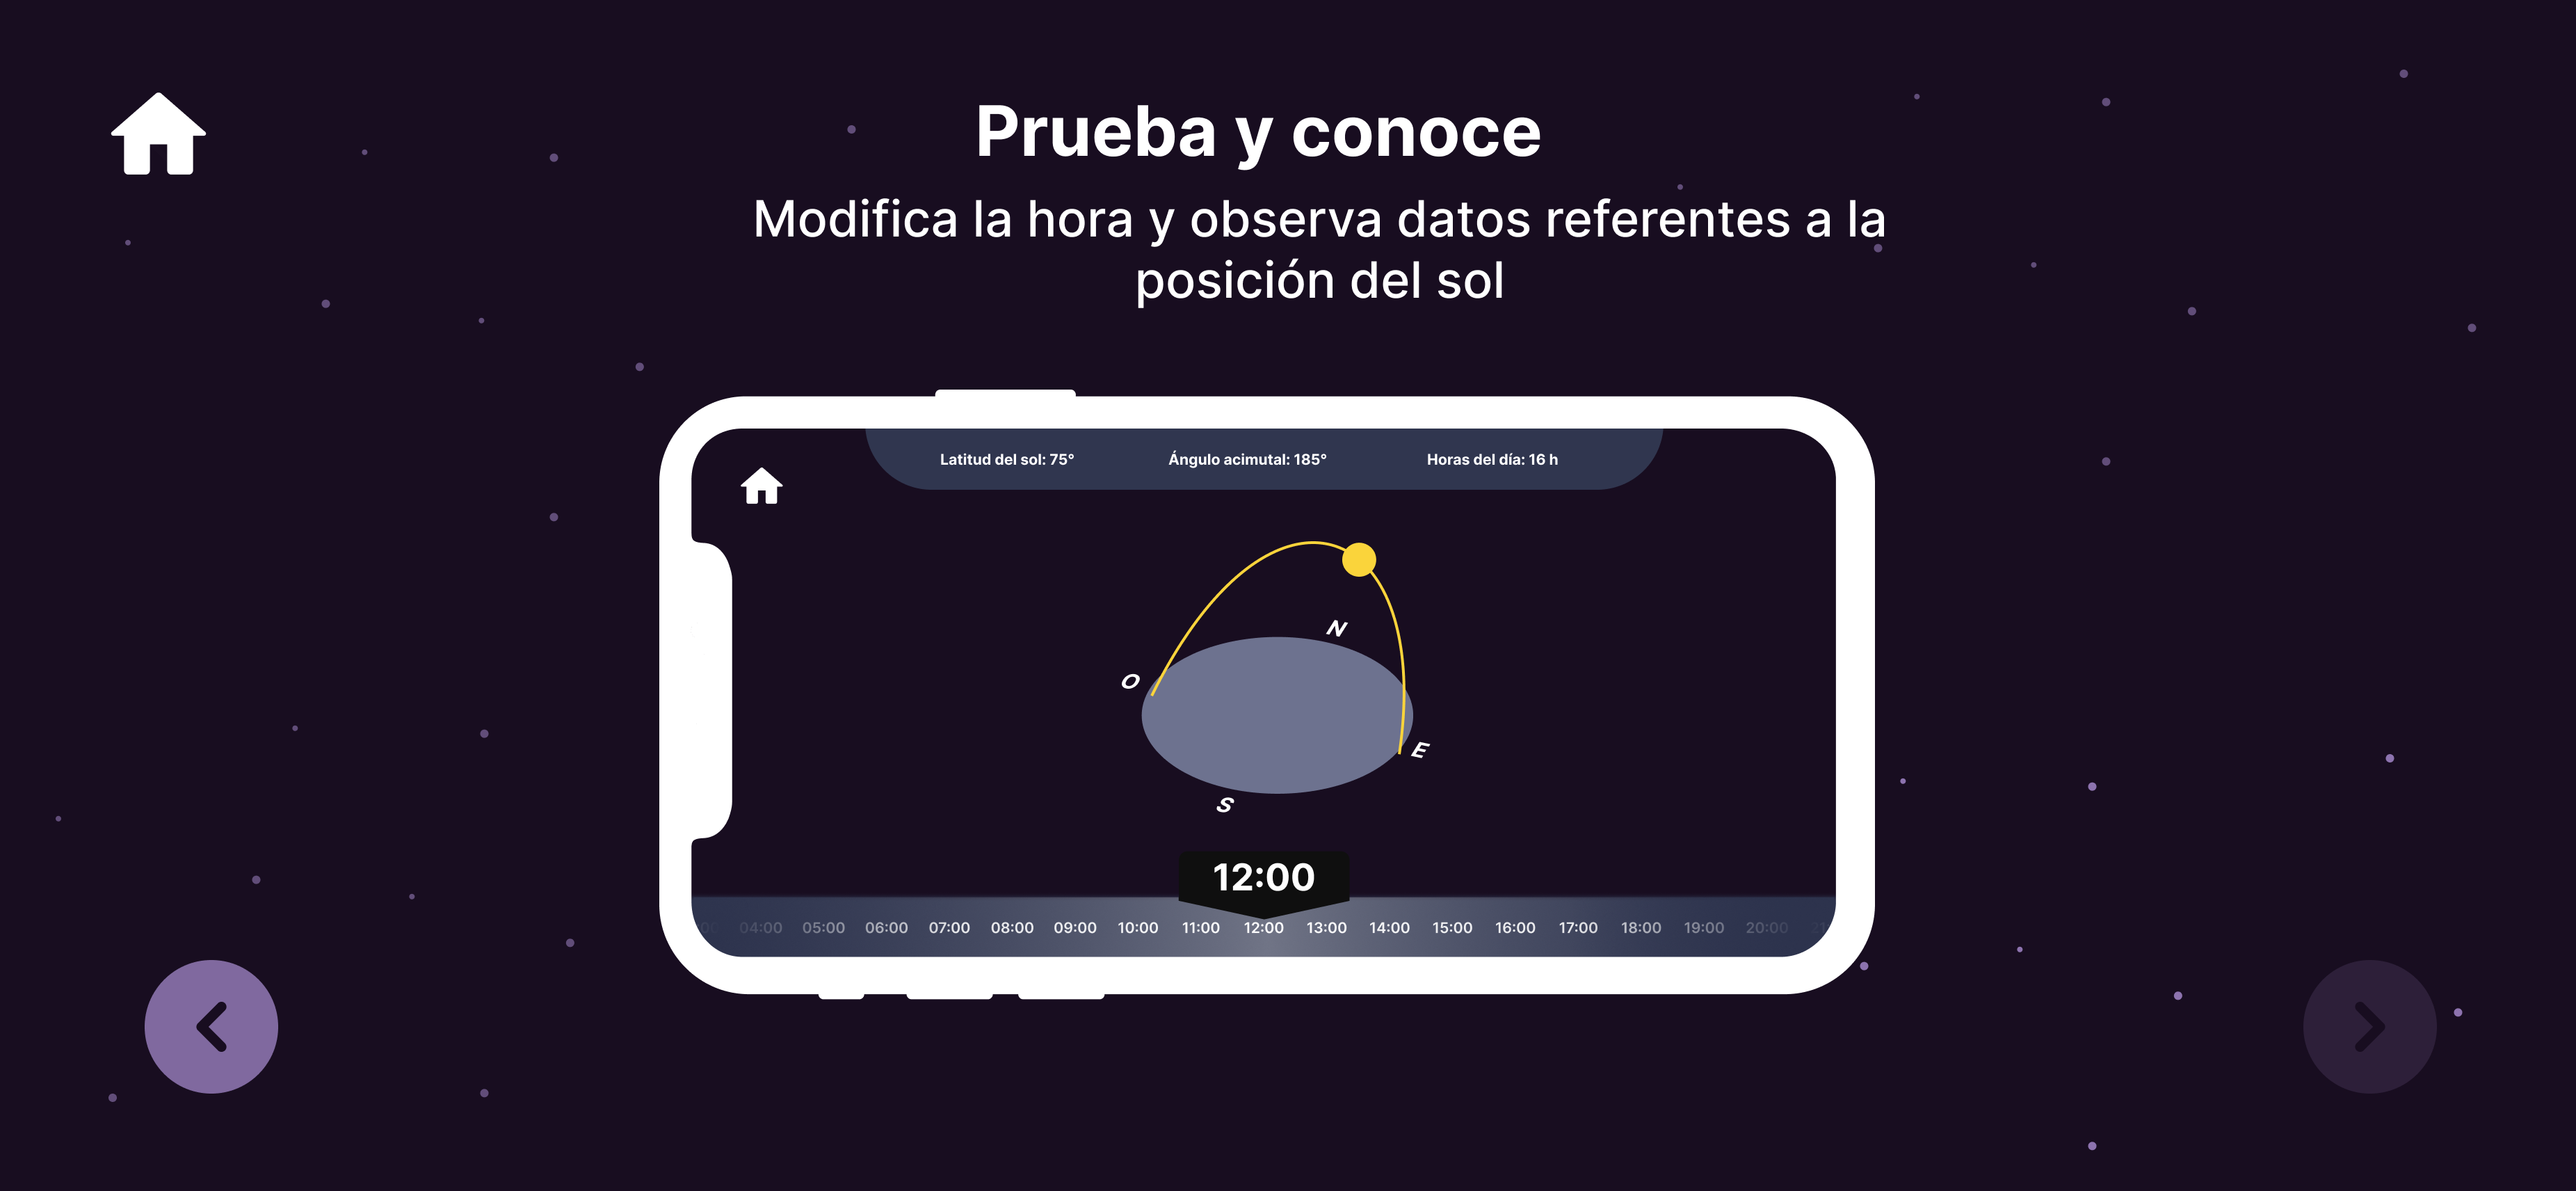 Prueba y conoce
Modifica la hora y observa datos referentes a la
posición del sol
Latitud del sol: 75° Ángulo acimutal: 185° Horas del día: 16 h
N
O
E
S
12:00
04:00 05:00 06:00 07:00 08:00 09:00 10:00 11:00 12:00 13:00 14:00 15:00 16:00 17:00 18:00 19:00 20:00